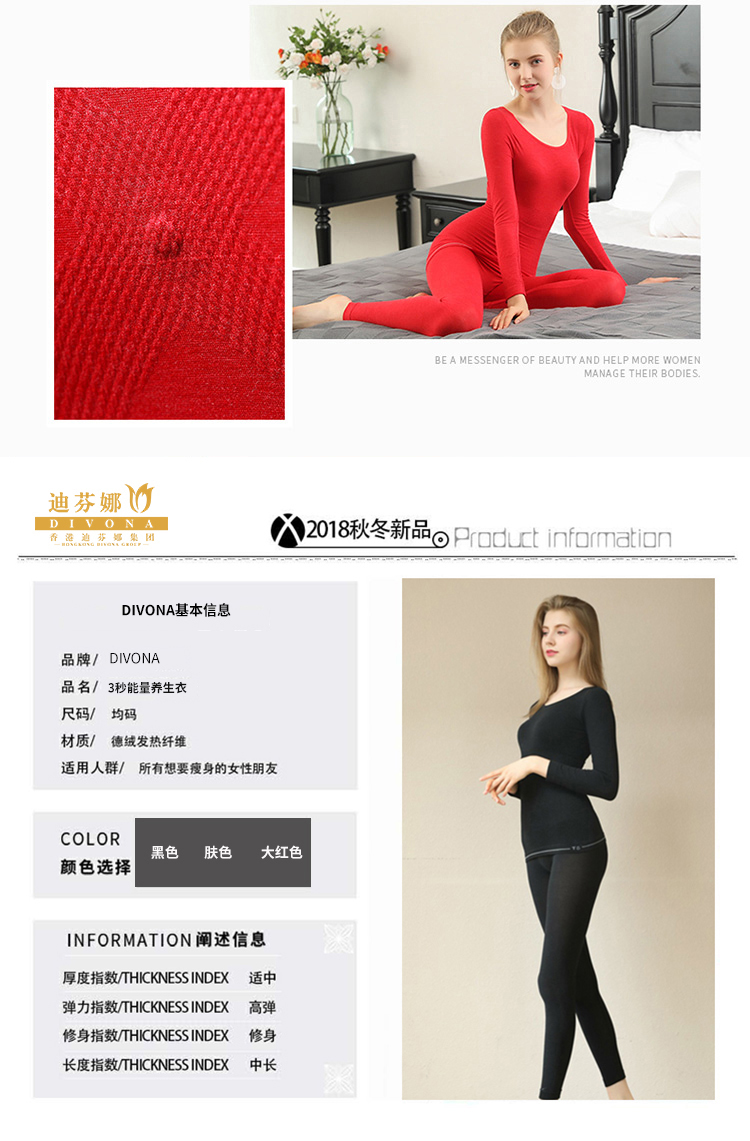 BE A MESSENGER OF BEAUTY AND HELP MORE WOMEN
MANAGE THEIR BODIES.
迪芬娜
DIVONA
香港迪芬娜集团
HONGKONG DIVONA GROUP
2018秋冬新品 Product information
DIVONA基本信息
品牌/ DIVONA
品名/ 3秒能量养生衣
尺码/ 均码
材质/ 德绒发热纤维
适用人群/ 所有想要瘦身的女性朋友
COLOR
颜色选择 黑色 肤色 大红色
INFORMATION 阐述信息
厚度指数/THICKNESS INDEX 适中
弹力指数/THICKNESS INDEX 高弹
修身指数/THICKNESS INDEX 修身
长度指数/THICKNESS INDEX 中长